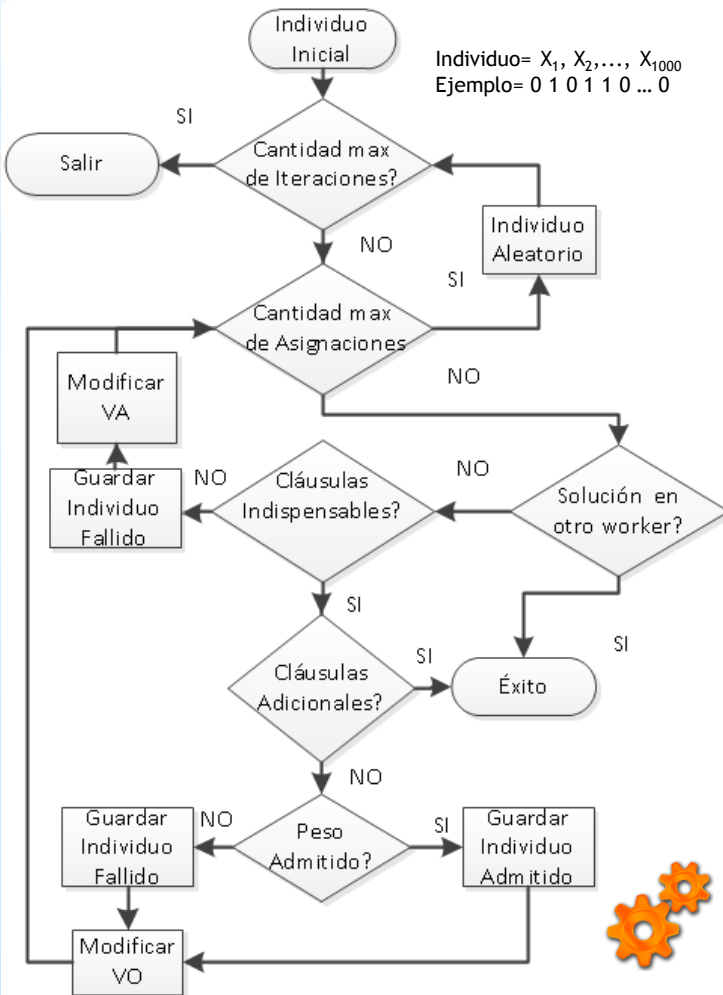 Individuo
Inicial
Individuo= X₁, X₂,..., X₁₀₀₀
Ejemplo= 0 1 0 1 1 0 ... 0
SI
Salir
Cantidad max
de Iteraciones?
Individuo
Aleatorio
NO
SI
Cantidad max
de Asignaciones
NO
Modificar
VA
Guardar
Individuo
Fallido
NO
Cláusulas
Indispensables?
NO
Solución en
otro worker?
SI
SI
Cláusulas
Adicionales?
SI
Éxito
NO
Guardar
Individuo
Fallido
NO
Peso
Admitido?
SI
Guardar
Individuo
Admitido
Modificar
VO